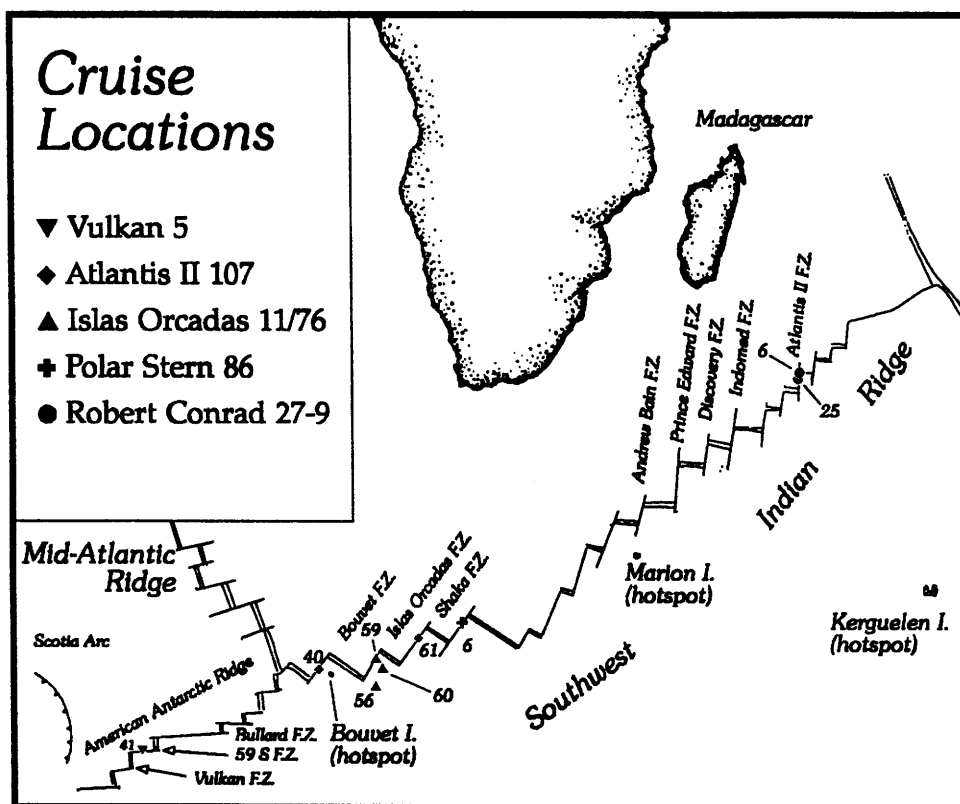 Cruise
Locations
▼ Vulkan 5
◆ Atlantis II 107
▲ Islas Orcadas 11/76
✚ Polar Stern 86
● Robert Conrad 27-9
Madagascar
Atlantis II F.Z.
6
25
Indomed F.Z.
Discovery F.Z.
Prince Edward F.Z.
Andrew Bain F.Z.
Ridge
Indian
Southwest
Mid-Atlantic
Ridge
Marion I.
(hotspot)
Kerguelen I.
(hotspot)
Scotia Arc
Bouvet F.Z.
Islas Orcadas F.Z.
Shaka F.Z.
59
40
61
6
60
56
American Antarctic Ridge
Bouvet I.
(hotspot)
Bullard F.Z.
41
59 S F.Z.
Vulkan F.Z.